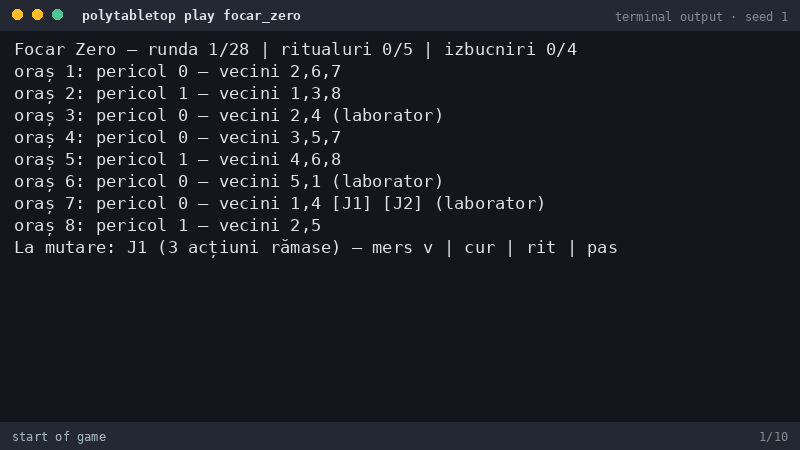 polytabletop play focar_zero
terminal output · seed 1
Focar Zero — runda 1/28 | ritualuri 0/5 | izbucniri 0/4
oraș 1: pericol 0 — vecini 2,6,7
oraș 2: pericol 1 — vecini 1,3,8
oraș 3: pericol 0 — vecini 2,4 (laborator)
oraș 4: pericol 0 — vecini 3,5,7
oraș 5: pericol 1 — vecini 4,6,8
oraș 6: pericol 0 — vecini 5,1 (laborator)
oraș 7: pericol 0 — vecini 1,4 [J1] [J2] (laborator)
oraș 8: pericol 1 — vecini 2,5
La mutare: J1 (3 acțiuni rămase) — mers v | cur | rit | pas
start of game
1/10